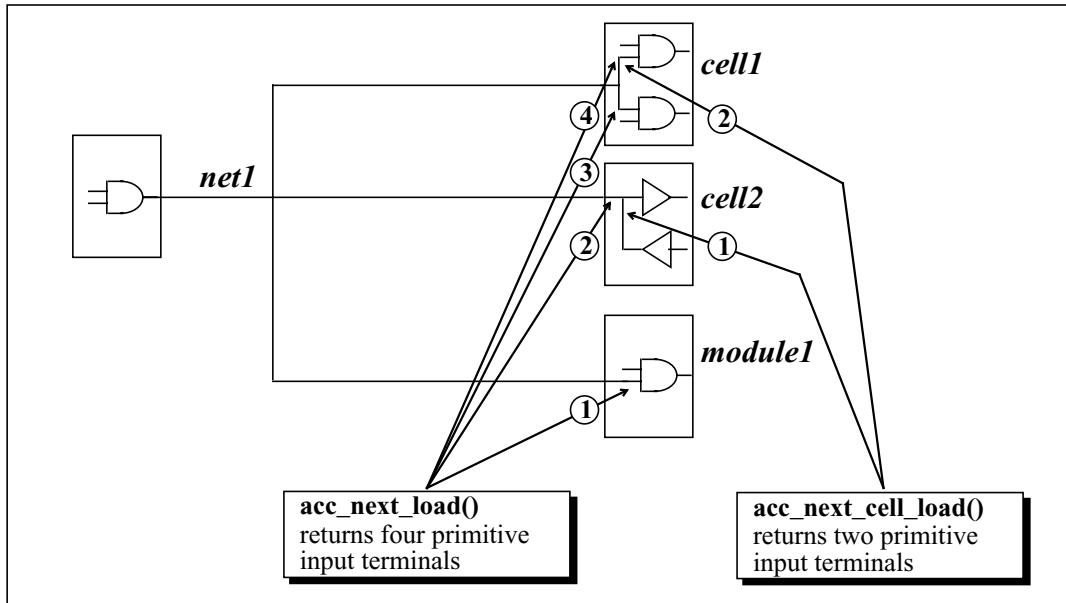 cell1
4
2
net1
3
cell2
2
1
module1
1
acc_next_load()
returns four primitive
input terminals
acc_next_cell_load()
returns two primitive
input terminals